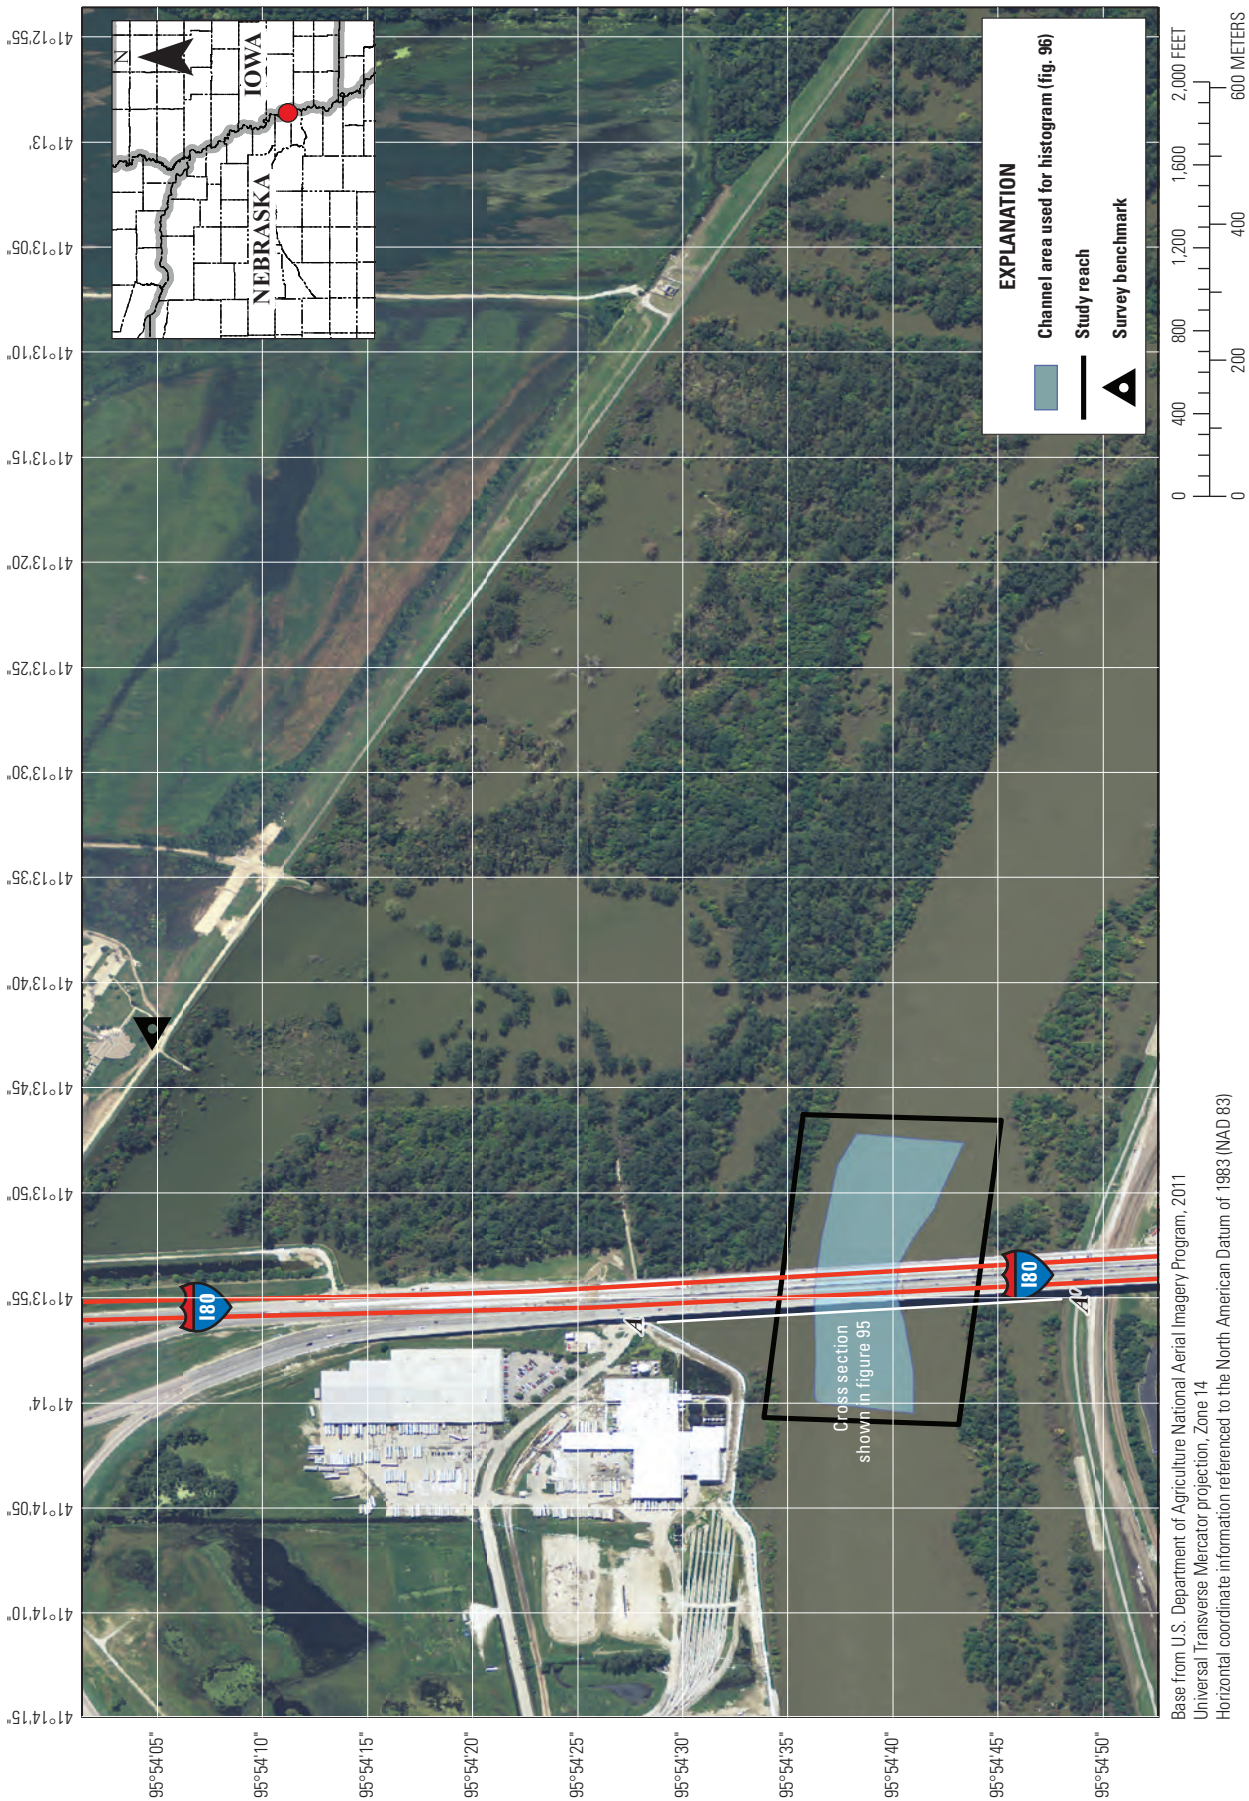 41°14'15"
41°14'10"
41°14'05"
41°14'
41°13'55"
41°13'50"
41°13'45"
41°13'40"
41°13'35"
41°13'30"
41°13'25"
41°13'20"
41°13'15"
41°13'10"
41°13'05"
41°13'
41°12'55"
95°54'05"
95°54'10"
95°54'15"
95°54'20"
95°54'25"
95°54'30"
95°54'35"
95°54'40"
95°54'45"
95°54'50"
N
NEBRASKA
IOWA
I80
A
Cross section
shown in figure 95
I80
A'
EXPLANATION
Channel area used for histogram (fig. 96)
Study reach
Survey benchmark
Base from U.S. Department of Agriculture National Aerial Imagery Program, 2011
Universal Transverse Mercator projection, Zone 14
Horizontal coordinate information referenced to the North American Datum of 1983 (NAD 83)
0 400 800 1,200 1,600 2,000 FEET
0 200 400 600 METERS